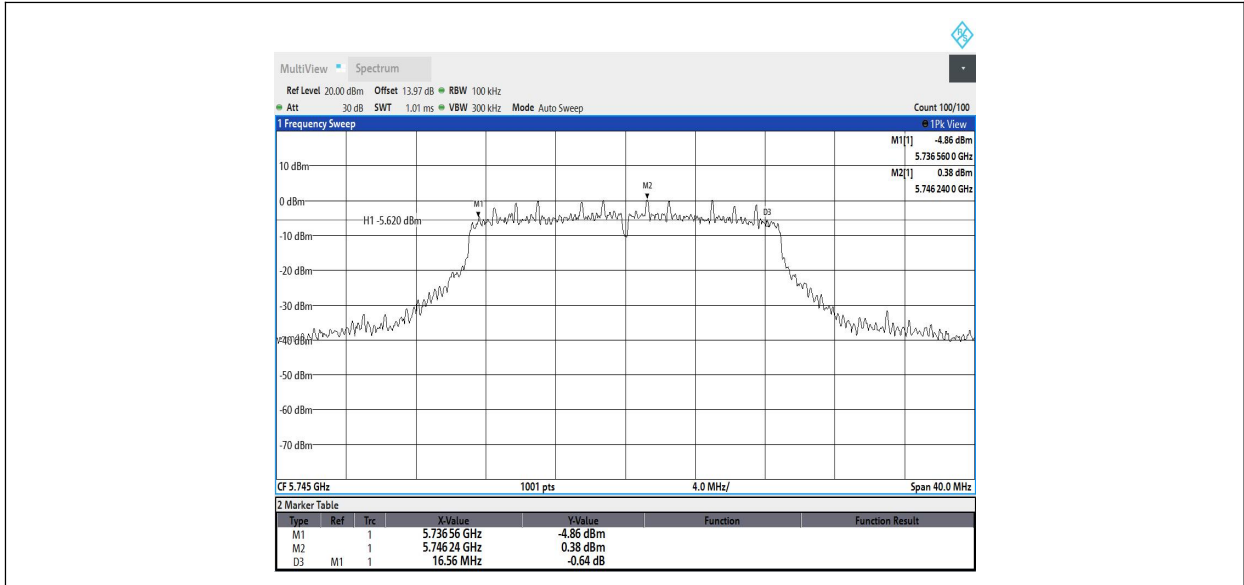 R&S
MultiView Spectrum
Ref Level 20.00 dBm Offset 13.97 dB RBW 100 kHz
Att 30 dB SWT 1.01 ms VBW 300 kHz Mode Auto Sweep Count 100/100
1 Frequency Sweep 1Pk View
M1[1] -4.86 dBm
5.736 560 0 GHz
10 dBm
M2[1] 0.38 dBm
5.746 240 0 GHz
M2
0 dBm
M1
D3
H1 -5.620 dBm
-10 dBm
-20 dBm
-30 dBm
-40 dBm
-50 dBm
-60 dBm
-70 dBm
CF 5.745 GHz 1001 pts 4.0 MHz/ Span 40.0 MHz
2 Marker Table
Type Ref Trc X-Value Y-Value Function Function Result
M1 1 5.736 56 GHz -4.86 dBm
M2 1 5.746 24 GHz 0.38 dBm
D3 M1 1 16.56 MHz -0.64 dB